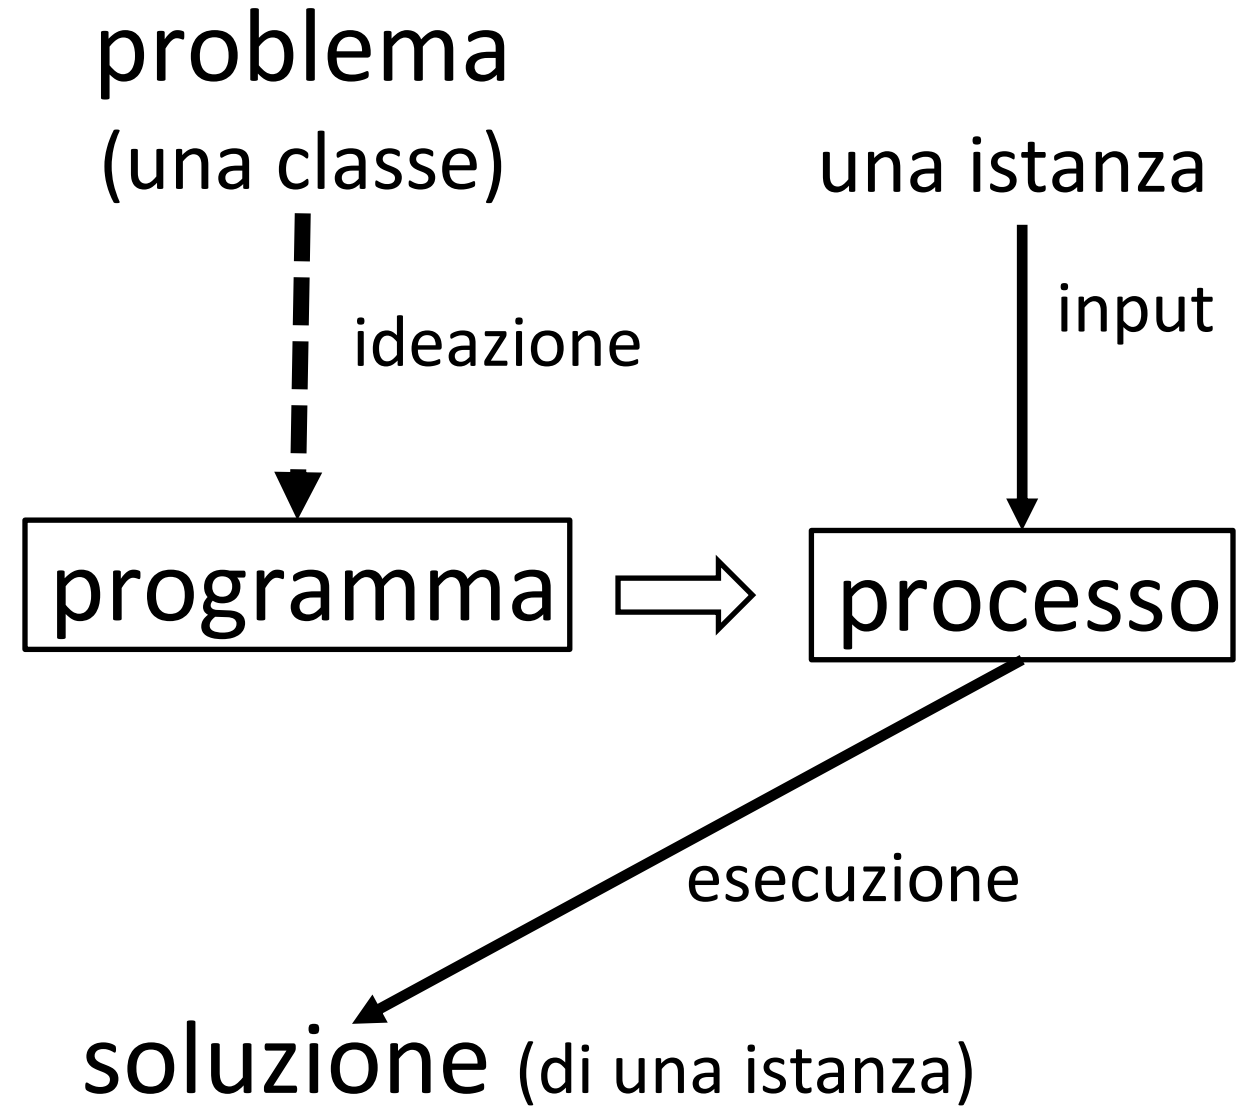 problema
(una classe)
una istanza
ideazione
input
programma
processo
esecuzione
soluzione (di una istanza)